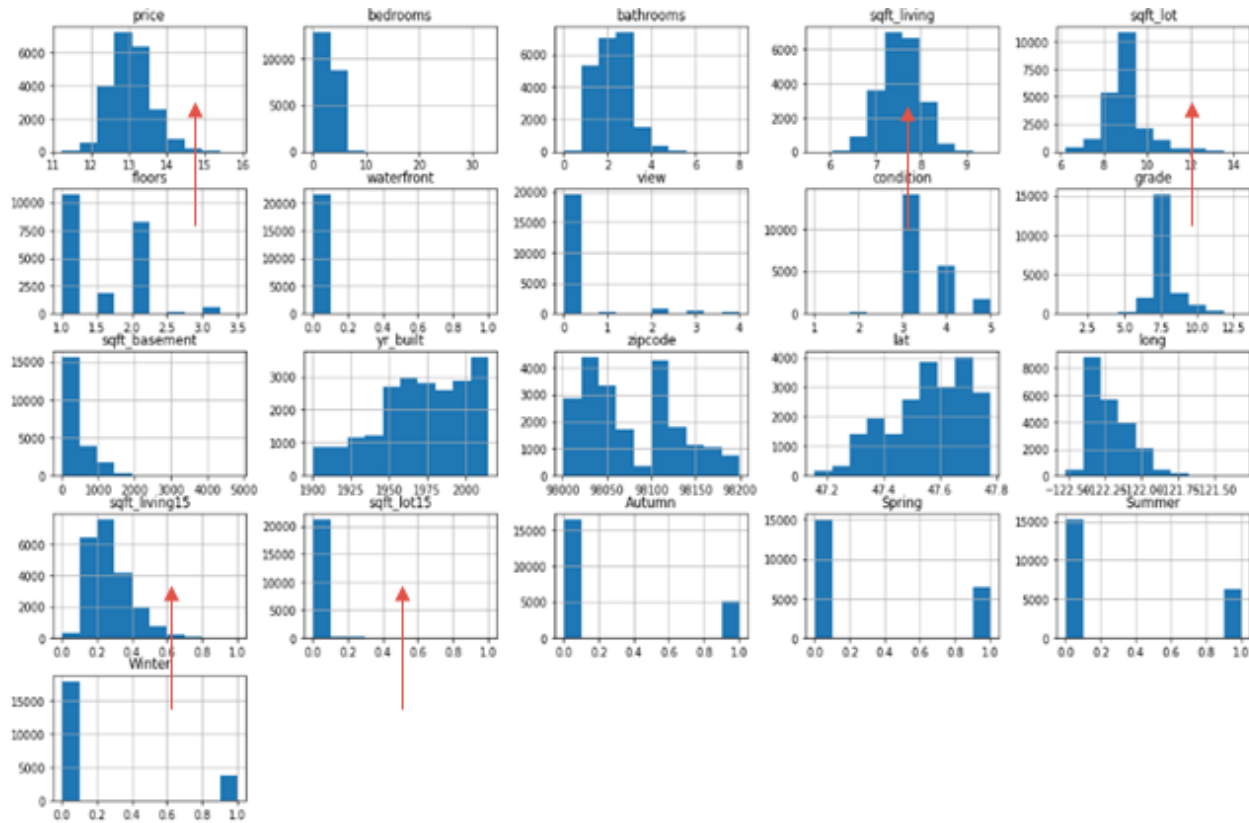 price bedrooms bathrooms sqft_living sqft_lot
6000 4000 2000 0
11 12 13 14 15 16
10000 5000 0
0 10 20 30
6000 4000 2000 0
0 2 4 6 8
6000 4000 2000 0
6 7 8 9
10000 7500 5000 2500 0
6 8 10 12 14
floors waterfront view condition grade
10000 5000 0
1.0 1.5 2.0 2.5 3.0 3.5
20000 15000 10000 5000 0
0.0 0.2 0.4 0.6 0.8 1.0
20000 15000 10000 5000 0
0 1 2 3 4
10000 5000 0
1 2 3 4 5
15000 10000 5000 0
2.5 5.0 7.5 10.0 12.5
sqft_basement yr_built zipcode lat long
15000 10000 5000 0
0 1000 2000 3000 4000 5000
3000 2000 1000 0
1900 1925 1950 1975 2000
4000 3000 2000 1000 0
98000 98050 98100 98150 98200
4000 3000 2000 1000 0
47.2 47.4 47.6 47.8
8000 6000 4000 2000 0
−122.50 −122.25 −122.00 −121.75 −121.50
sqft_living15 sqft_lot15 Autumn Spring Summer
6000 4000 2000 0
0.0 0.2 0.4 0.6 0.8 1.0
20000 15000 10000 5000 0
0.0 0.2 0.4 0.6 0.8 1.0
15000 10000 5000 0
0.0 0.2 0.4 0.6 0.8 1.0
15000 10000 5000 0
0.0 0.2 0.4 0.6 0.8 1.0
15000 10000 5000 0
0.0 0.2 0.4 0.6 0.8 1.0
Winter
15000 10000 5000 0
0.0 0.2 0.4 0.6 0.8 1.0